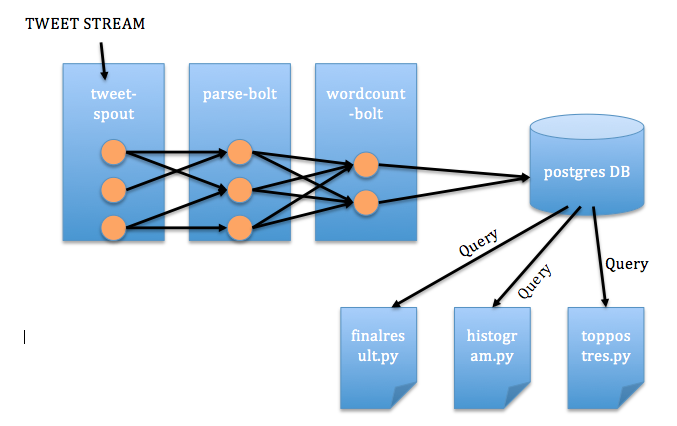 TWEET STREAM
tweet-
spout
parse-bolt
wordcount
-bolt
postgres DB
Query
Query
Query
finalres
ult.py
histogr
am.py
toppos
tres.py